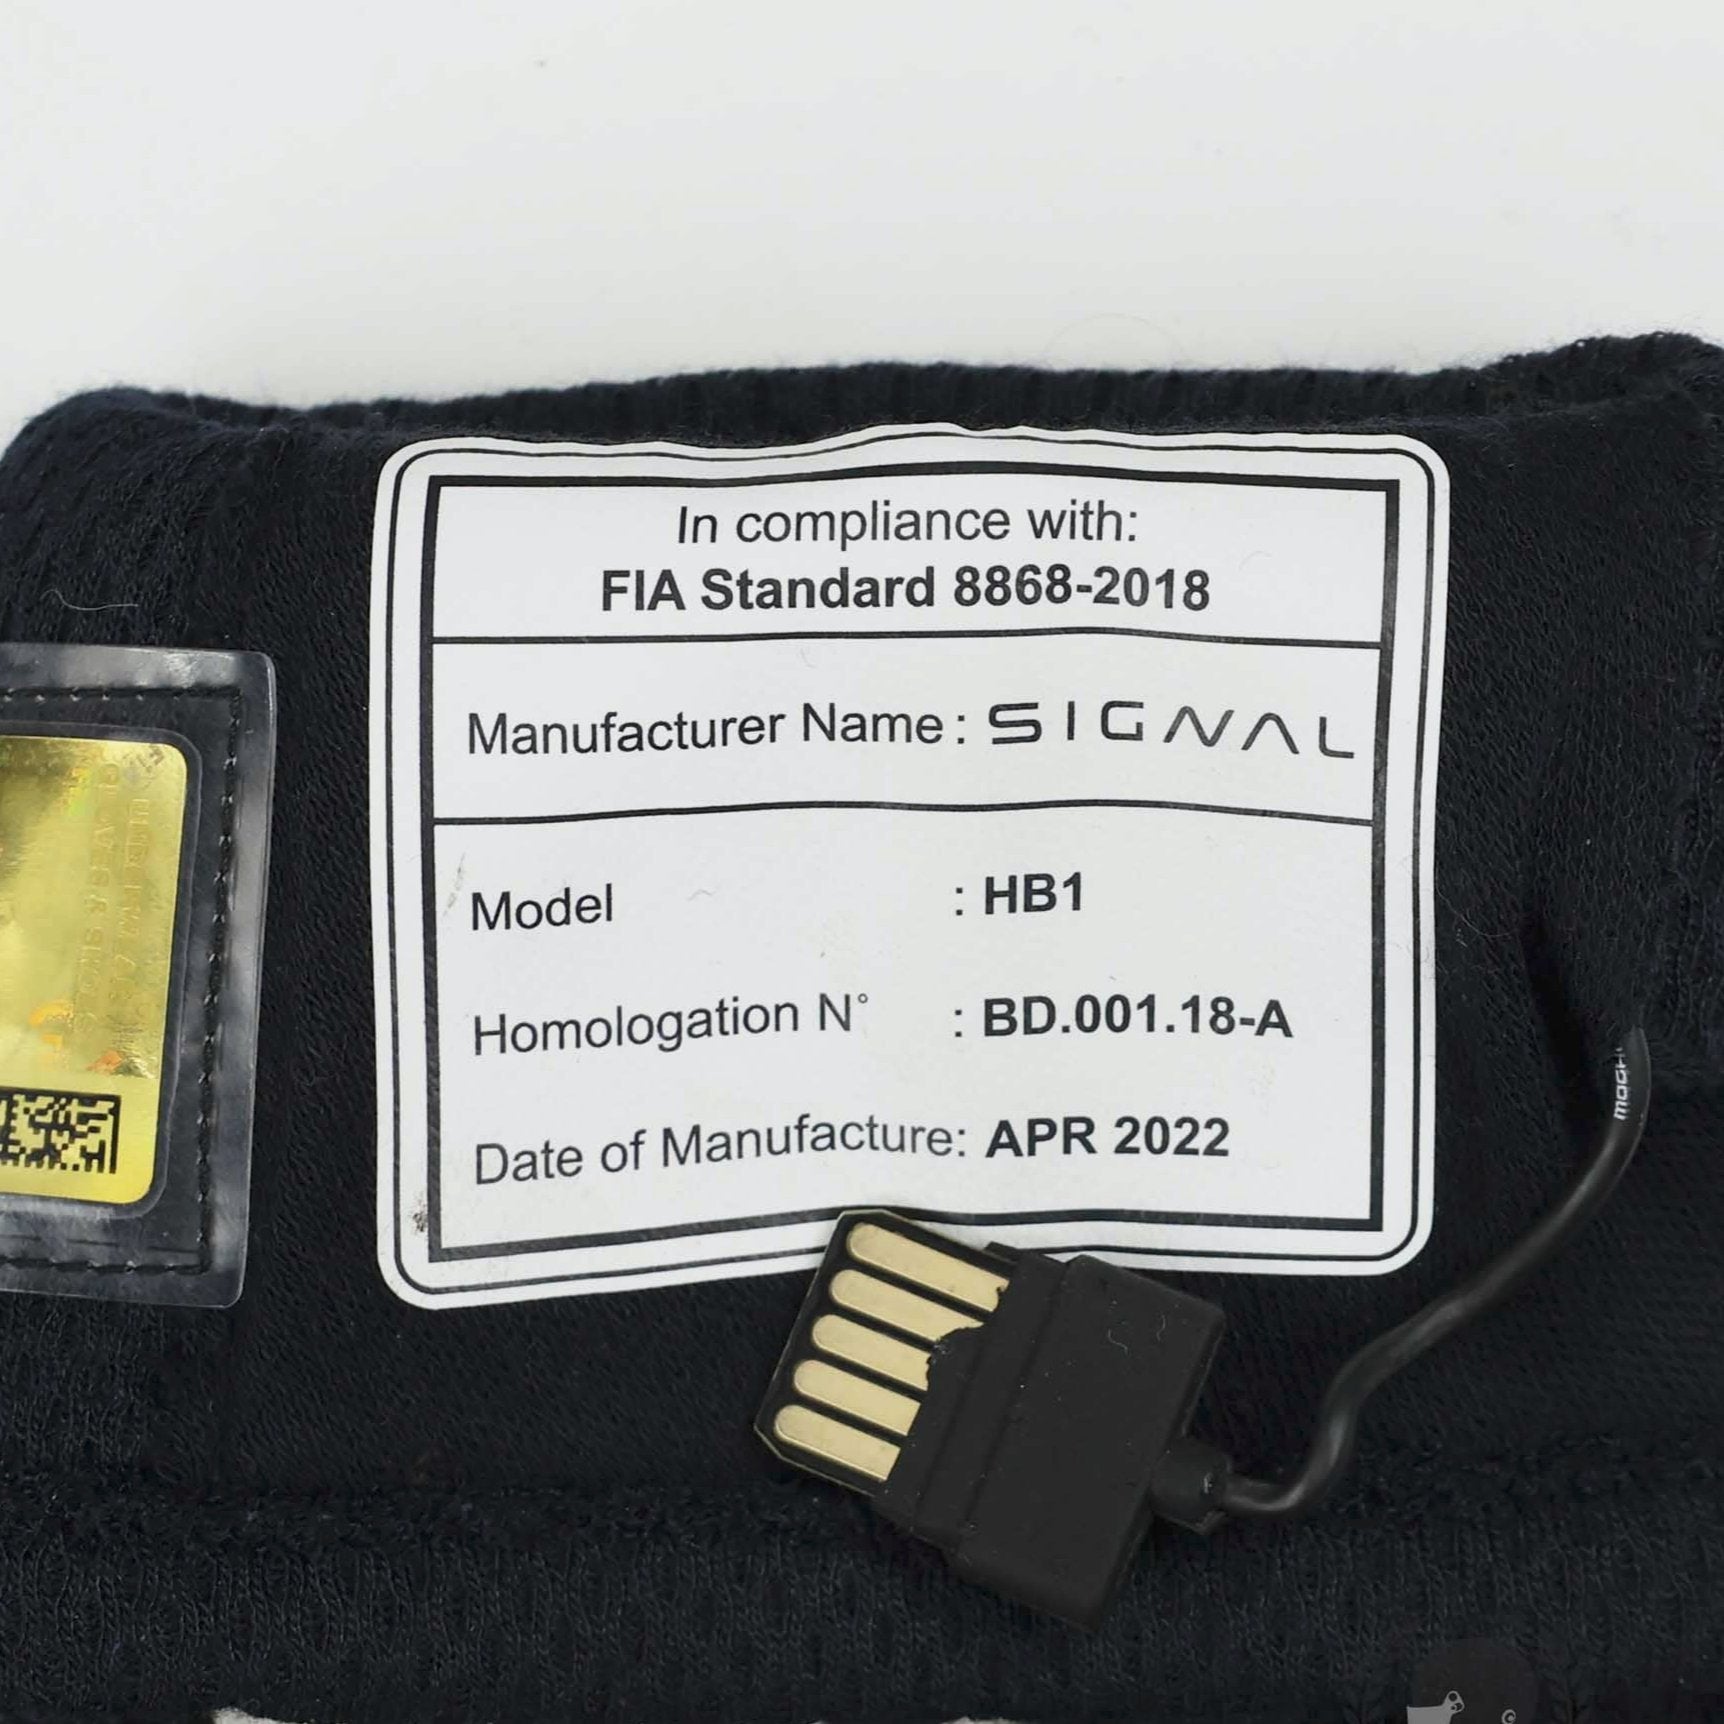 In compliance with:
FIA Standard 8868-2018
Manufacturer Name: SIGNAL
Model : HB1
Homologation N° : BD.001.18-A
Date of Manufacture: APR 2022